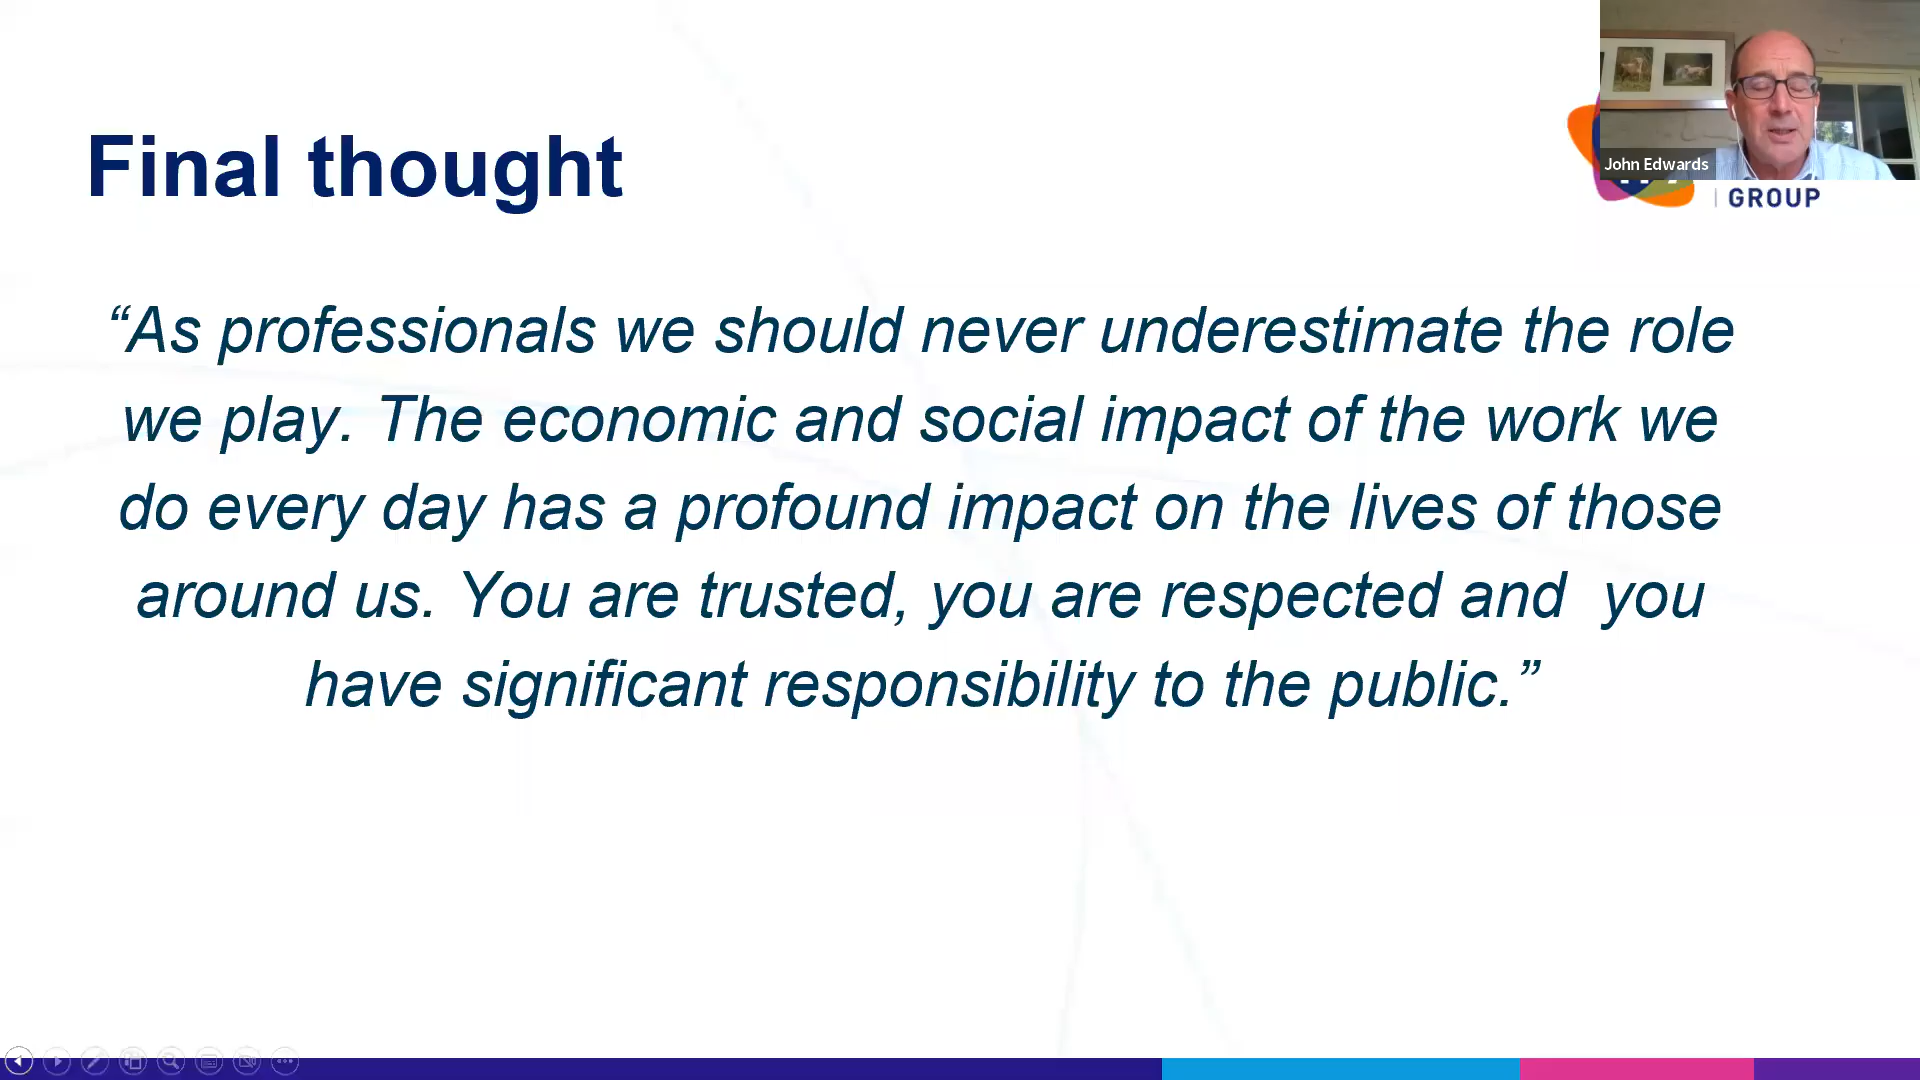 Final thought
John Edwards
GROUP
“As professionals we should never underestimate the role
we play. The economic and social impact of the work we
do every day has a profound impact on the lives of those
around us. You are trusted, you are respected and  you
have significant responsibility to the public.”